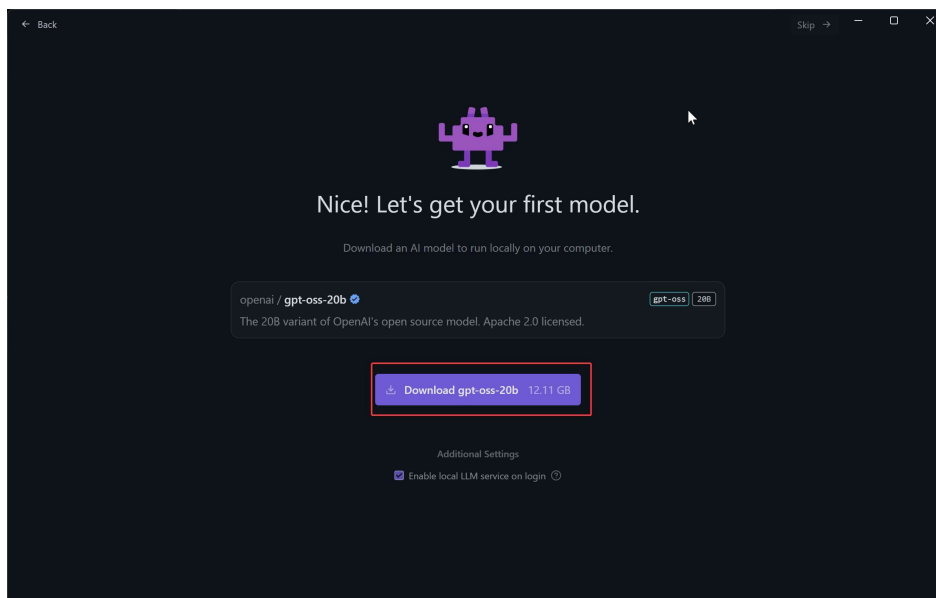 ← Back
Skip →
Nice! Let's get your first model.
Download an AI model to run locally on your computer.
openai / gpt-oss-20b
gpt-oss 20B
The 20B variant of OpenAI's open source model. Apache 2.0 licensed.
Download gpt-oss-20b 12.11 GB
Additional Settings
Enable local LLM service on login